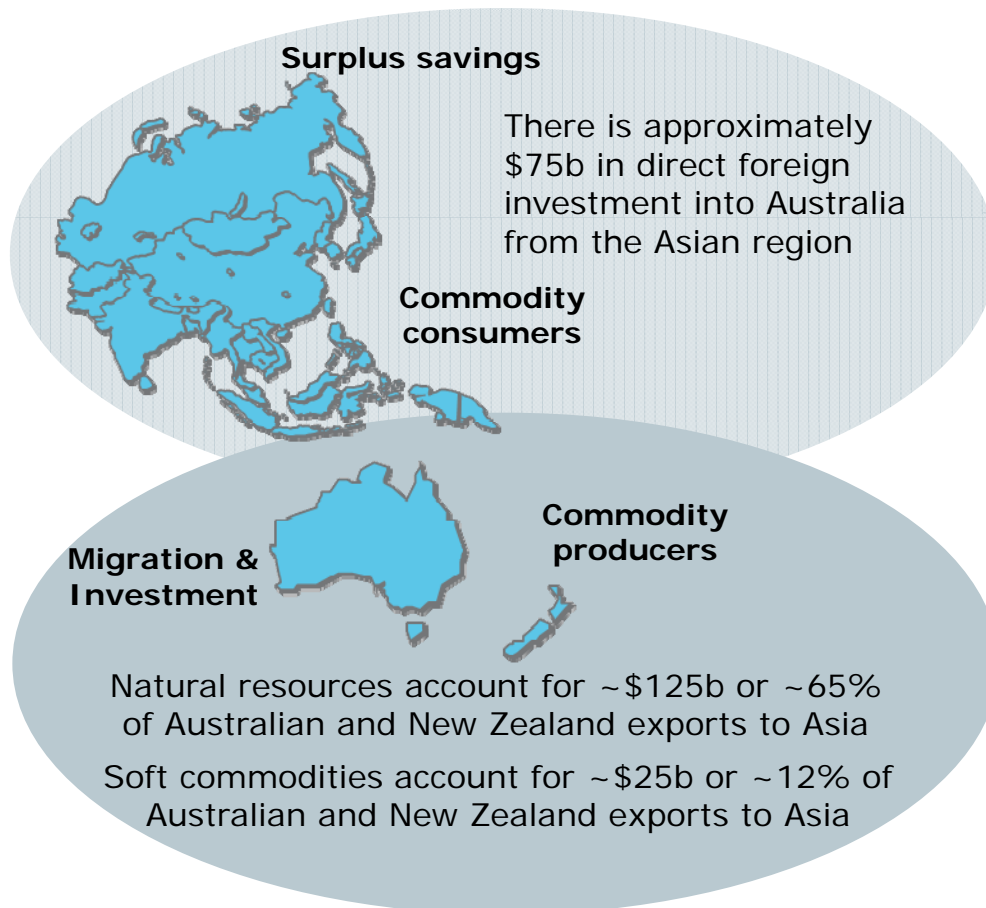 Surplus savings
There is approximately
$75b in direct foreign
investment into Australia
from the Asian region
Commodity
consumers
Commodity
producers
Migration &
Investment
Natural resources account for ~$125b or ~65%
of Australian and New Zealand exports to Asia
Soft commodities account for ~$25b or ~12% of
Australian and New Zealand exports to Asia